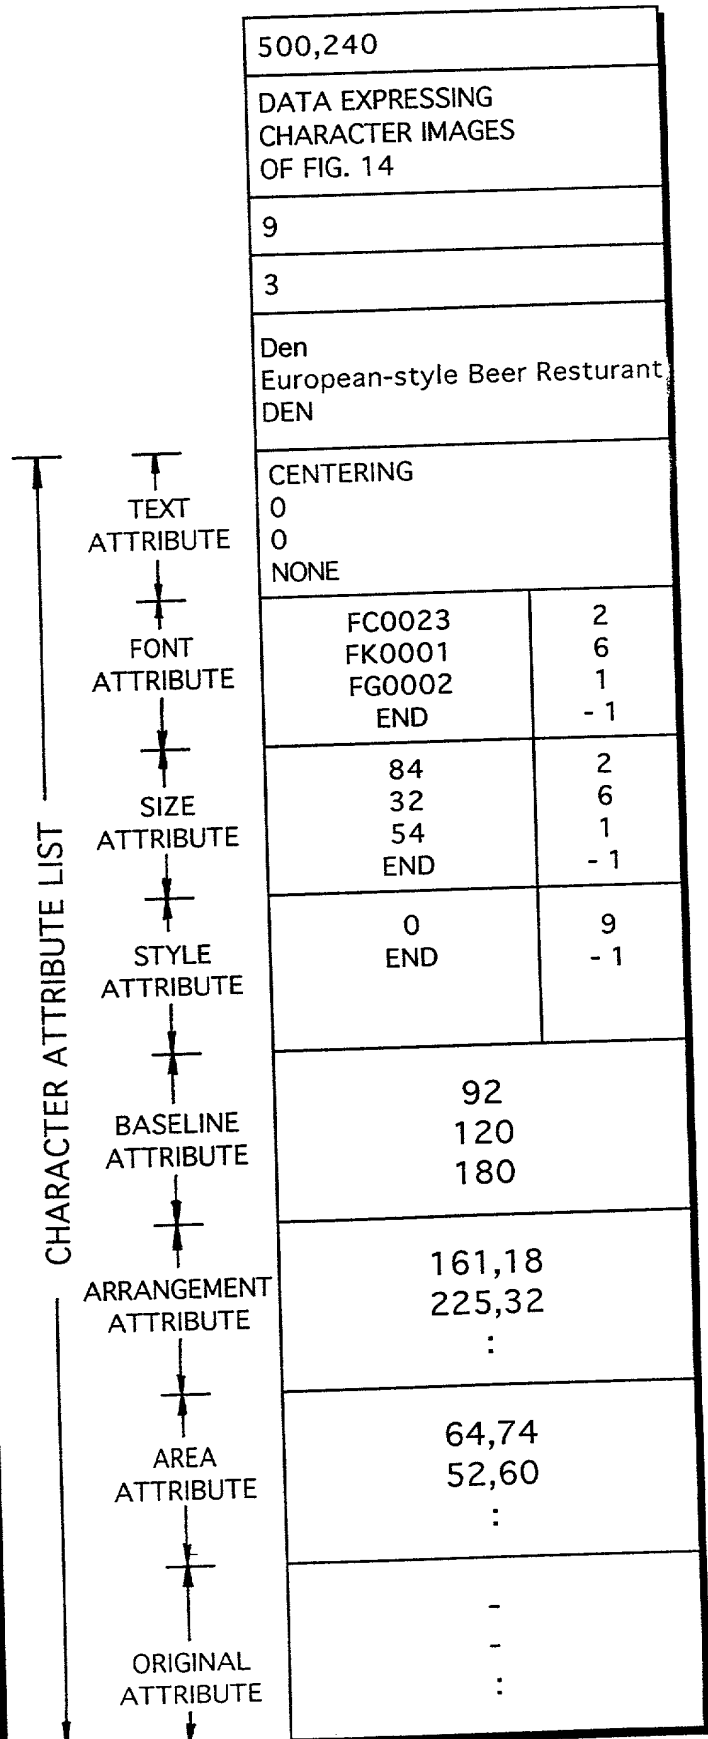 500,240
DATA EXPRESSING
CHARACTER IMAGES
OF FIG. 14
9
3
Den
European-style Beer Resturant
DEN
CHARACTER ATTRIBUTE LIST
TEXT
ATTRIBUTE
CENTERING
0
0
NONE
FONT
ATTRIBUTE
FC0023 2
FK0001 6
FG0002 1
END - 1
SIZE
ATTRIBUTE
84 2
32 6
54 1
END - 1
STYLE
ATTRIBUTE
0 9
END - 1
BASELINE
ATTRIBUTE
92
120
180
ARRANGEMENT
ATTRIBUTE
161,18
225,32
:
AREA
ATTRIBUTE
64,74
52,60
:
ORIGINAL
ATTRIBUTE
-
-
: